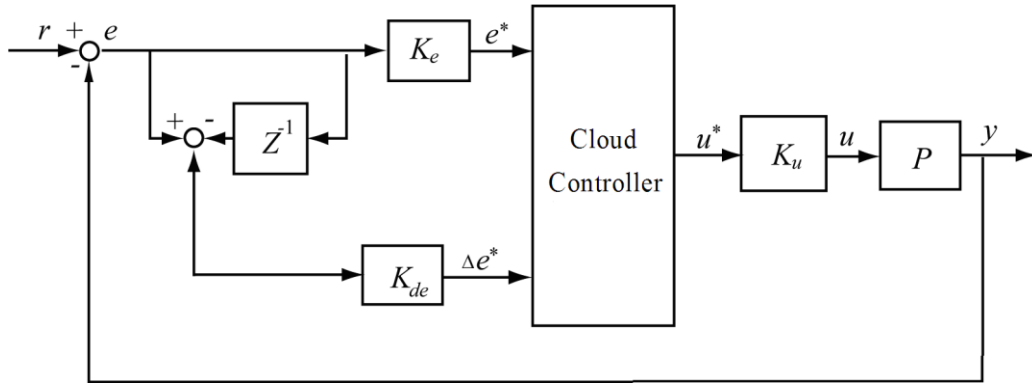 r + e
-
K_e
e*
+ -
Z^-1
Cloud
Controller
u*
K_u
u
P
y
K_de
Δe*